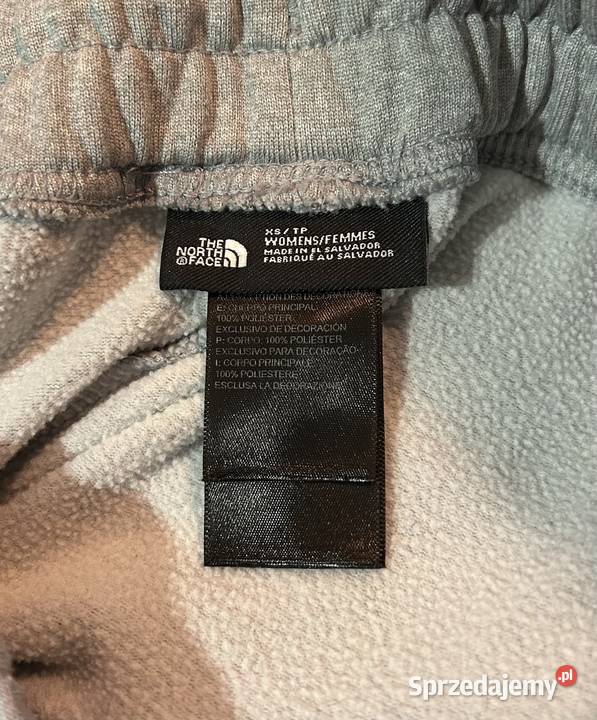 THE
NORTH
FACE
XS/TP
WOMENS/FEMMES
MADE IN EL SALVADOR
FABRIQUÉ AU SALVADOR
E: CUERPO PRINCIPAL
100% POLIÉSTER
EXCLUSIVO DE DECORACIÓN
P: CORPO: 100% POLIÉSTER
EXCLUSIVO PARA DECORAÇÃO
I: CORPO PRINCIPALE
100% POLIESTERE
ESCLUSA LA DECORAZIONE
Sprzedajemy.pl